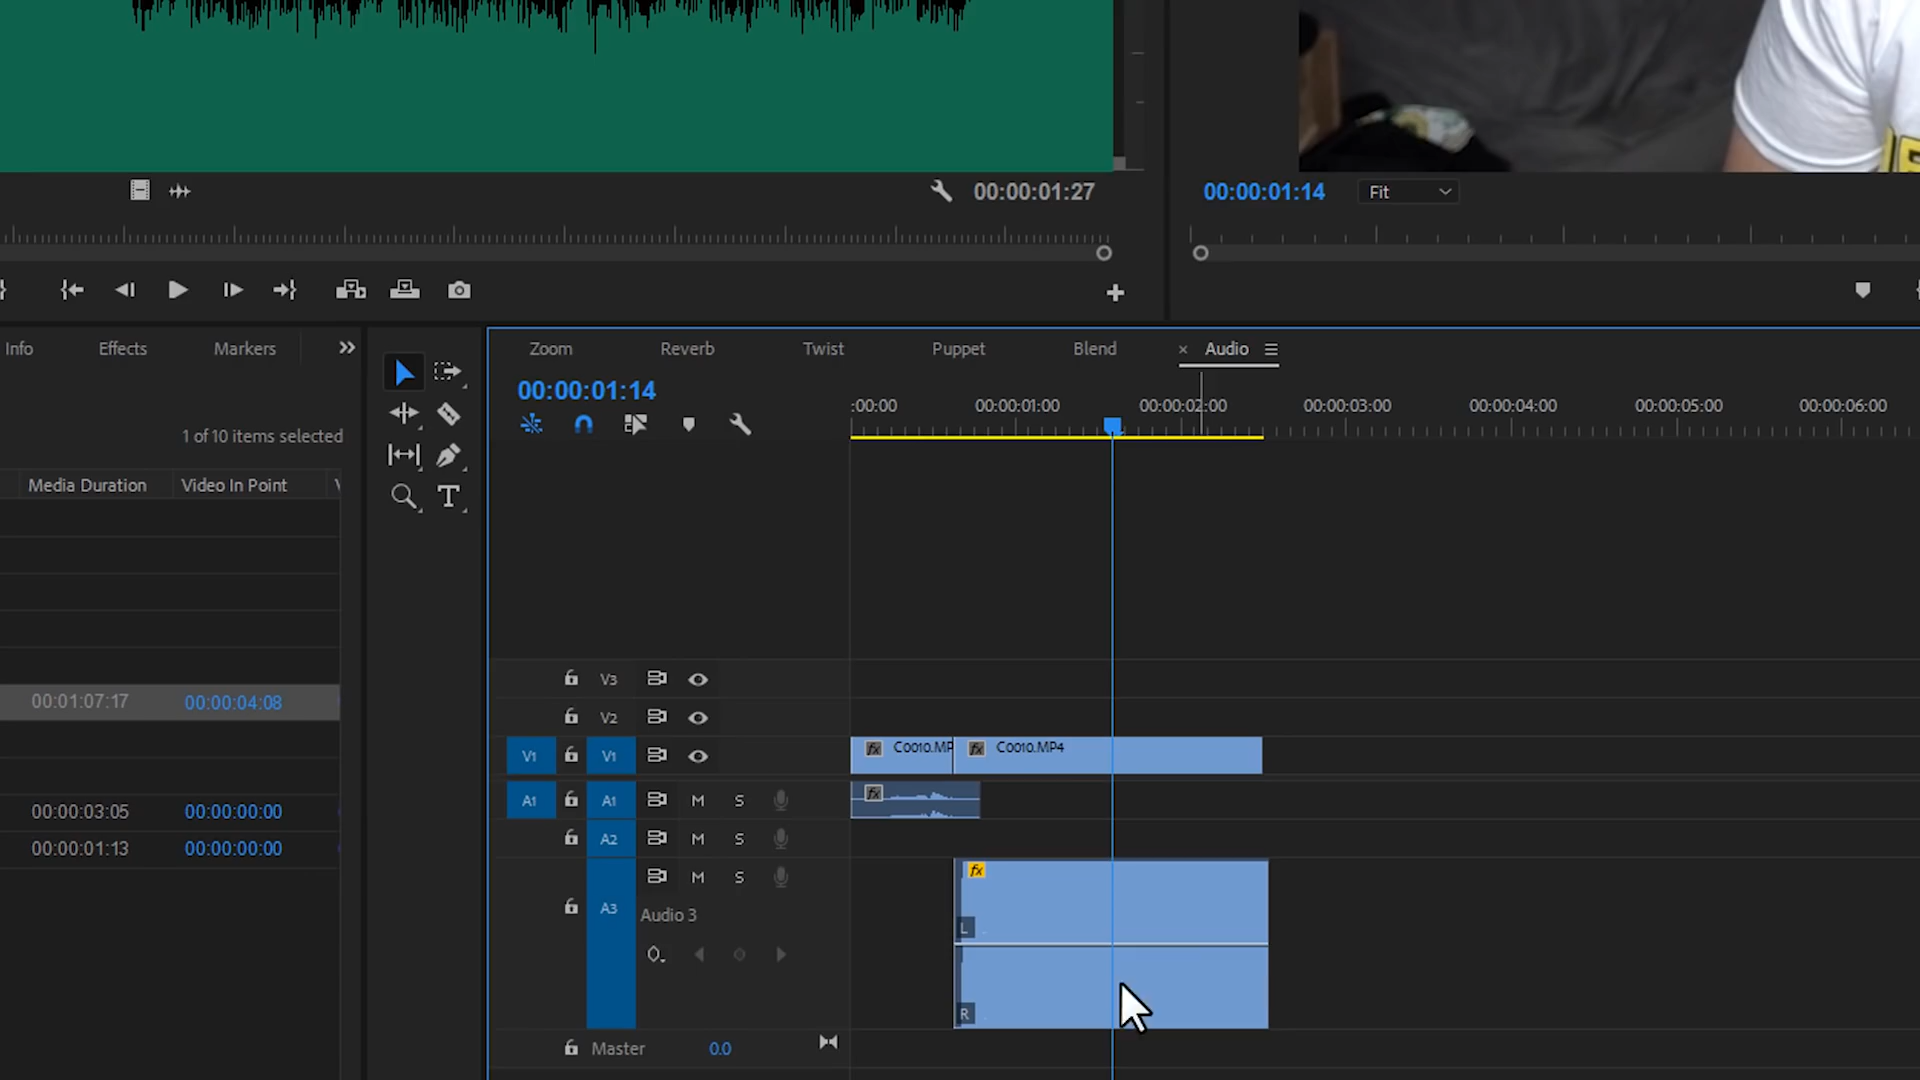 00:00:01:27
00:00:01:14
Fit
Info
Effects
Markers
1 of 10 items selected
Media Duration
Video In Point
00:01:07:17
00:00:04:08
00:00:03:05
00:00:00:00
00:00:01:13
00:00:00:00
Zoom
Reverb
Twist
Puppet
Blend
Audio
00:00:01:14
:00:00
00:00:01:00
00:00:02:00
00:00:03:00
00:00:04:00
00:00:05:00
00:00:06:00
V3
V2
V1
V1
fx C0010.MP
fx C0010.MP4
A1
A1
M
S
fx
A2
M
S
A3
M
S
Audio 3
fx
L
R
Master
0.0